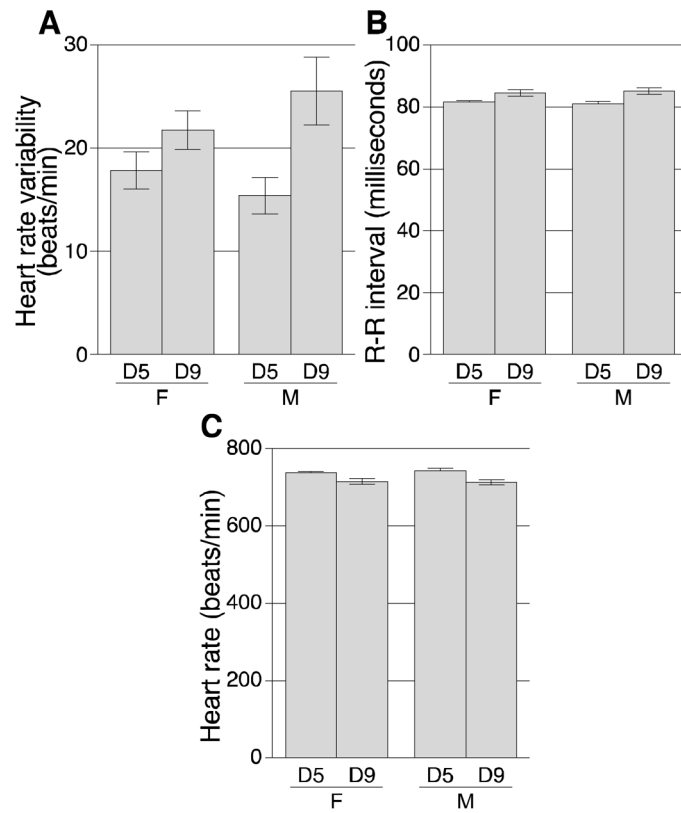 A
Heart rate variability
(beats/min)
30
20
10
0
D5 D9 D5 D9
F M
B
R-R interval (milliseconds)
100
80
60
40
20
0
D5 D9 D5 D9
F M
C
Heart rate (beats/min)
800
600
400
200
0
D5 D9 D5 D9
F M